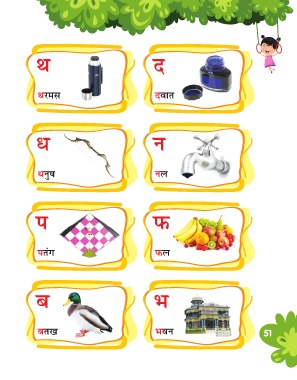 थ
थरमस
द
दवात
ध
धनुष
न
नल
प
पतंग
फ
फल
ब
बतख
भ
भवन
51